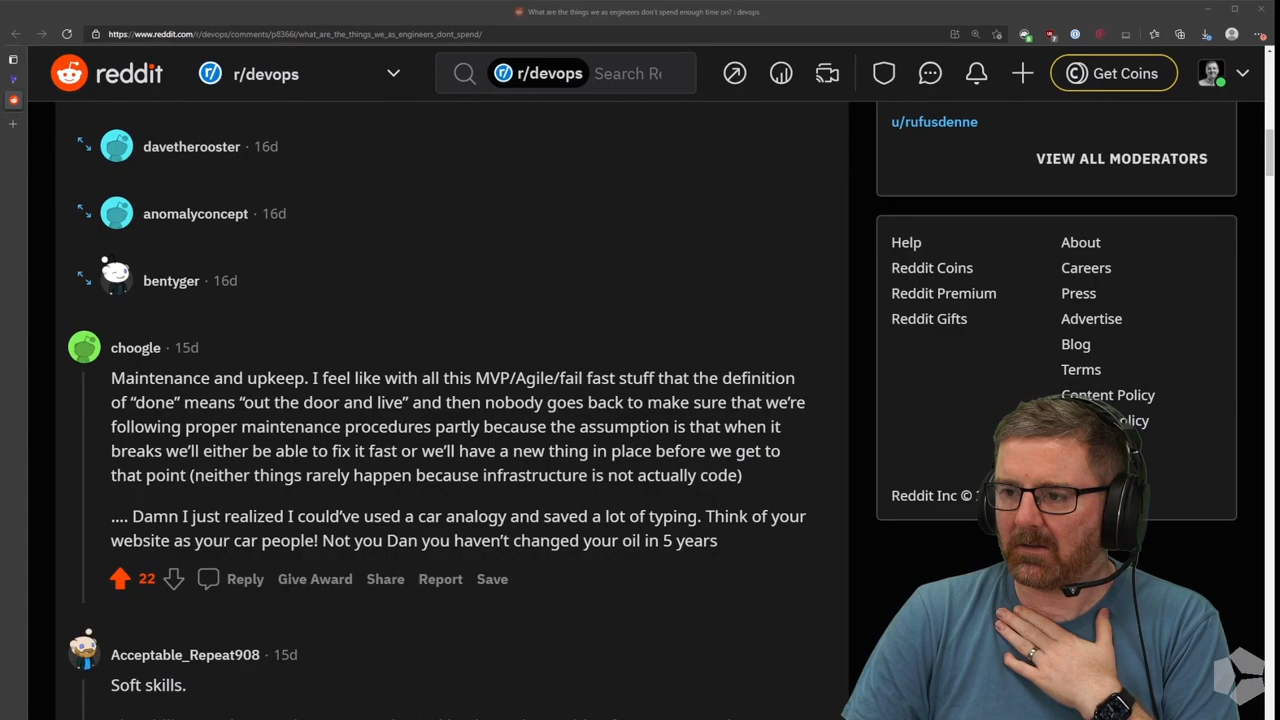 What are the things we as engineers don't spend enough time on? : devops
https://www.reddit.com/r/devops/comments/p8366l/what_are_the_things_we_as_engineers_dont_spend/
reddit
r/devops
r/devops Search Re
Get Coins
u/rufusdenne
VIEW ALL MODERATORS
davetherooster · 16d
anomalyconcept · 16d
bentyger · 16d
Help
About
Reddit Coins
Careers
Reddit Premium
Press
Reddit Gifts
Advertise
Blog
Terms
Content Policy
olicy
Reddit Inc ©
choogle · 15d
Maintenance and upkeep. I feel like with all this MVP/Agile/fail fast stuff that the definition
of “done” means “out the door and live” and then nobody goes back to make sure that we’re
following proper maintenance procedures partly because the assumption is that when it
breaks we’ll either be able to fix it fast or we’ll have a new thing in place before we get to
that point (neither things rarely happen because infrastructure is not actually code)
.... Damn I just realized I could’ve used a car analogy and saved a lot of typing. Think of your
website as your car people! Not you Dan you haven’t changed your oil in 5 years
22 Reply Give Award Share Report Save
Acceptable_Repeat908 · 15d
Soft skills.